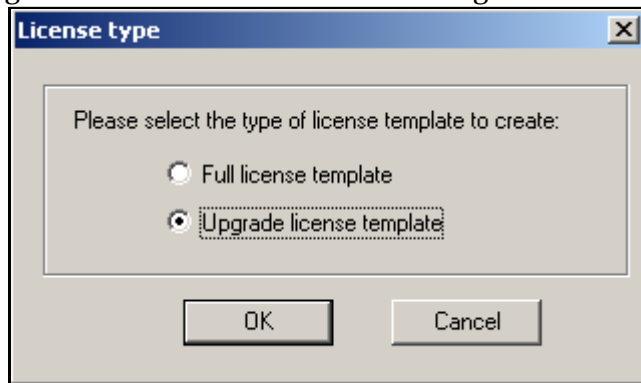 License type
Please select the type of license template to create:
Full license template
Upgrade license template
OK Cancel